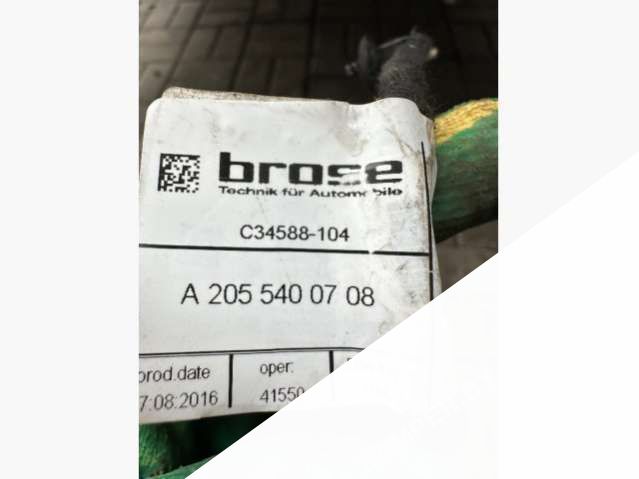 brose
Technik für Automobile
C34588-104
A 205 540 07 08
prod.date
oper:
7:08:2016
41550